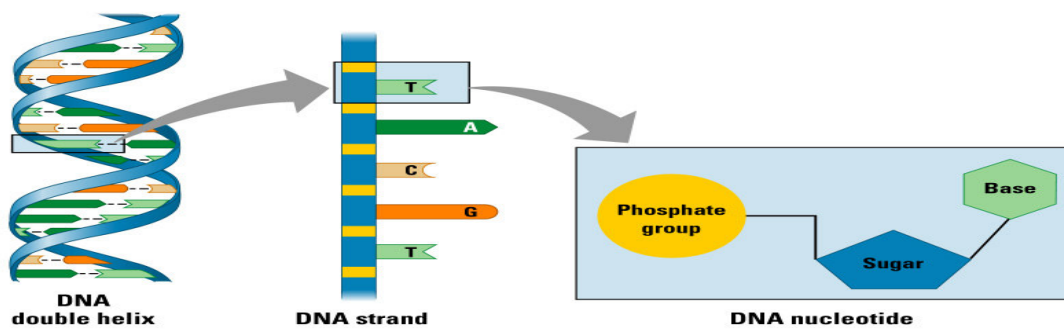 T
A
C
G
T
Phosphate
group
Sugar
Base
DNA
double helix
DNA strand
DNA nucleotide